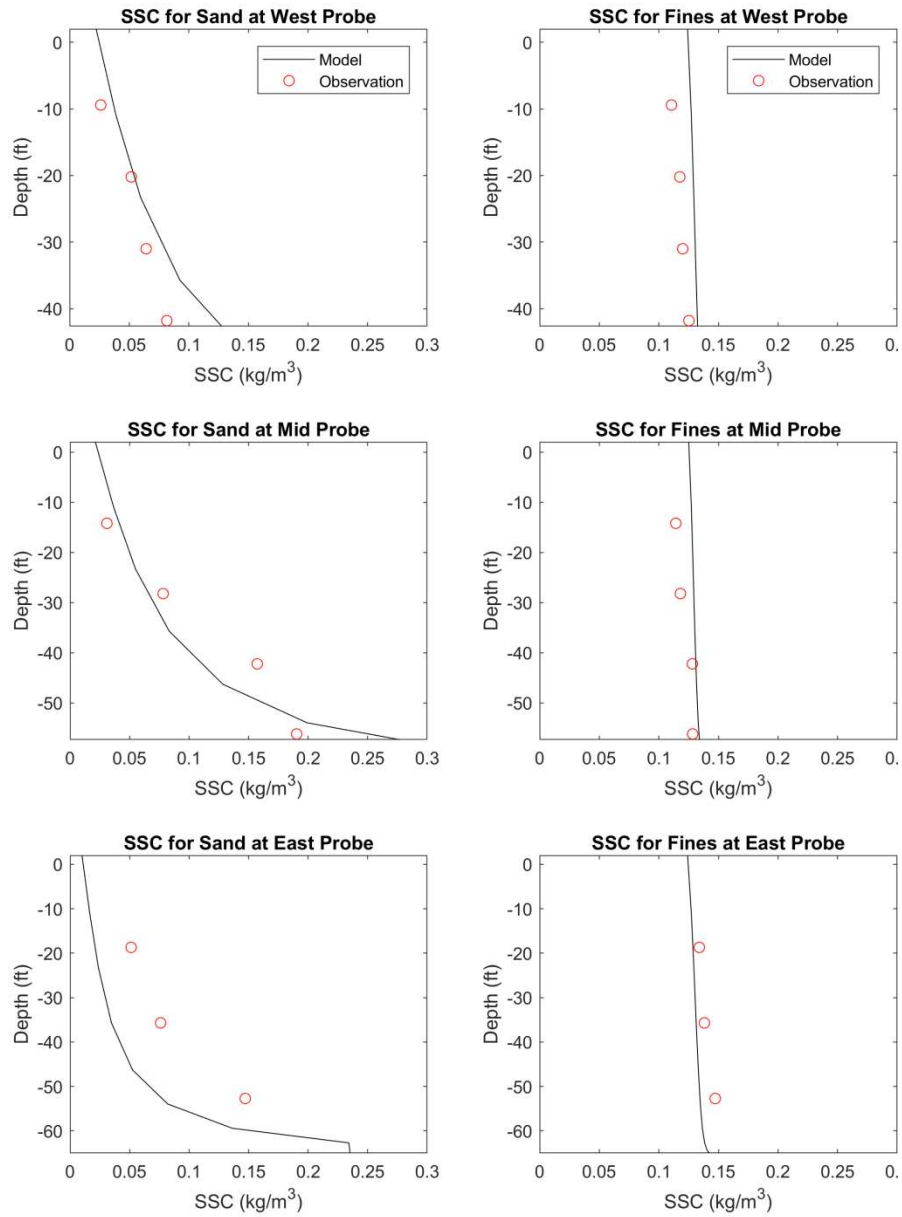 SSC for Sand at West Probe
0
-10
-20
-30
-40
Depth (ft)
Model
Observation
0 0.05 0.1 0.15 0.2 0.25 0.3
SSC (kg/m³)
SSC for Fines at West Probe
0
-10
-20
-30
-40
Depth (ft)
Model
Observation
0 0.05 0.1 0.15 0.2 0.25 0.
SSC (kg/m³)
SSC for Sand at Mid Probe
0
-10
-20
-30
-40
-50
Depth (ft)
0 0.05 0.1 0.15 0.2 0.25 0.3
SSC (kg/m³)
SSC for Fines at Mid Probe
0
-10
-20
-30
-40
-50
Depth (ft)
0 0.05 0.1 0.15 0.2 0.25 0.
SSC (kg/m³)
SSC for Sand at East Probe
0
-10
-20
-30
-40
-50
-60
Depth (ft)
0 0.05 0.1 0.15 0.2 0.25 0.3
SSC (kg/m³)
SSC for Fines at East Probe
0
-10
-20
-30
-40
-50
-60
Depth (ft)
0 0.05 0.1 0.15 0.2 0.25 0.
SSC (kg/m³)